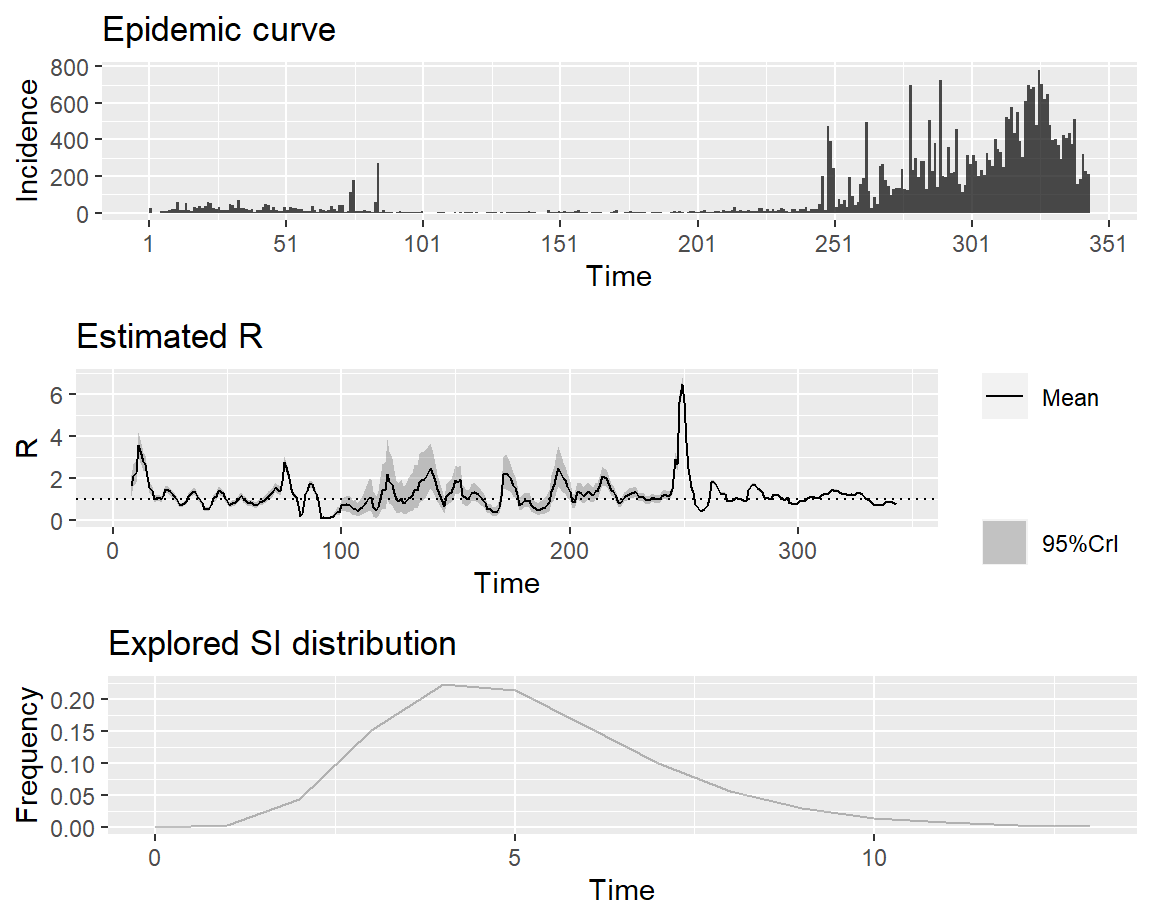 Epidemic curve
Incidence
800
600
400
200
0
1 51 101 151 201 251 301 351
Time
Estimated R
R
6
4
2
0
0 100 200 300
Time
Mean
95%CrI
Explored SI distribution
Frequency
0.20
0.15
0.10
0.05
0.00
0 5 10
Time